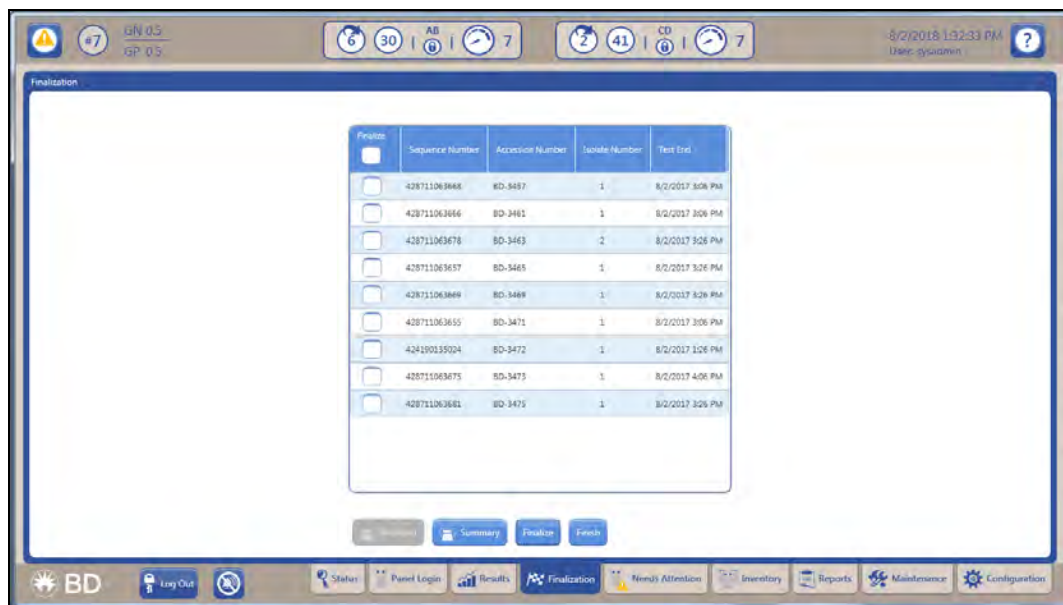 #7
GN 0.5
GP 0.5
6 30 AB 7
2 41 CD 7
8/2/2018 1:32:33 PM
User: sysadmin
?
Finalization
Finalize Sequence Number Accession Number Isolate Number Test End
428711063668 BD-3457 1 8/2/2017 3:06 PM
428711063666 BD-3461 1 8/2/2017 3:06 PM
428711063678 BD-3463 2 8/2/2017 3:26 PM
428711063657 BD-3465 1 8/2/2017 3:26 PM
428711063669 BD-3469 1 8/2/2017 3:26 PM
428711063655 BD-3471 1 8/2/2017 3:06 PM
424190135024 BD-3472 1 8/2/2017 1:26 PM
428711063675 BD-3473 1 8/2/2017 4:06 PM
428711063681 BD-3475 1 8/2/2017 3:26 PM
Summary Finalize Finish
BD Log Out Status Panel Login Results Finalization Needs Attention Inventory Reports Maintenance Configuration